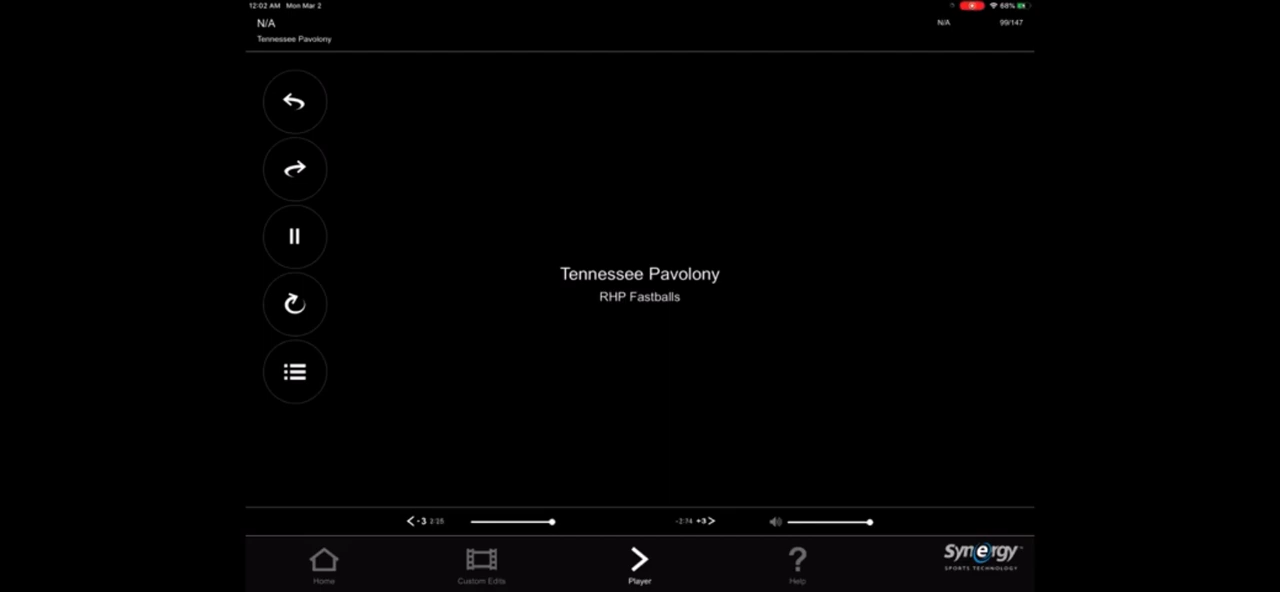 12:02 AM Mon Mar 2
68%
N/A
N/A
99/147
Tennessee Pavolony
Tennessee Pavolony
RHP Fastballs
-3
+3
Home
Custom Edits
Player
Help
Synergy
SPORTS TECHNOLOGY